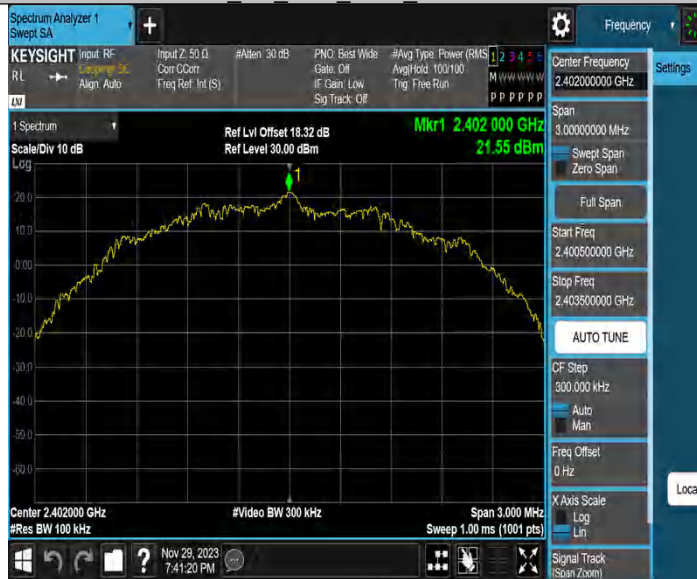 Spectrum Analyzer 1
Swept SA
+
Frequency
KEYSIGHT
Input: RF
Coupling: DC
Align: Auto
Input Z: 50 Ω
Corr CCorr
Freq Ref: Int (S)
#Atten: 30 dB
PNO: Best Wide
Gate: Off
IF Gain: Low
Sig Track: Off
#Avg Type: Power (RMS
Avg|Hold: 100/100
Trig: Free Run
1 2 3 4 5 6
M W W W W W
P P P P P P
RL
LXI
1 Spectrum
Scale/Div 10 dB
Ref Lvl Offset 18.32 dB
Ref Level 30.00 dBm
Mkr1 2.402 000 GHz
21.55 dBm
Log
1
20.0
10.0
0.00
-10.0
-20.0
-30.0
-40.0
-50.0
-60.0
Center 2.402000 GHz
#Res BW 100 kHz
#Video BW 300 kHz
Span 3.000 MHz
Sweep 1.00 ms (1001 pts)
Nov 29, 2023
7:41:20 PM
?
Center Frequency
2.402000000 GHz
Settings
Span
3.00000000 MHz
Swept Span
Zero Span
Full Span
Start Freq
2.400500000 GHz
Stop Freq
2.403500000 GHz
AUTO TUNE
CF Step
300.000 kHz
Auto
Man
Freq Offset
0 Hz
X Axis Scale
Log
Lin
Loca
Signal Track
(Span Zoom)